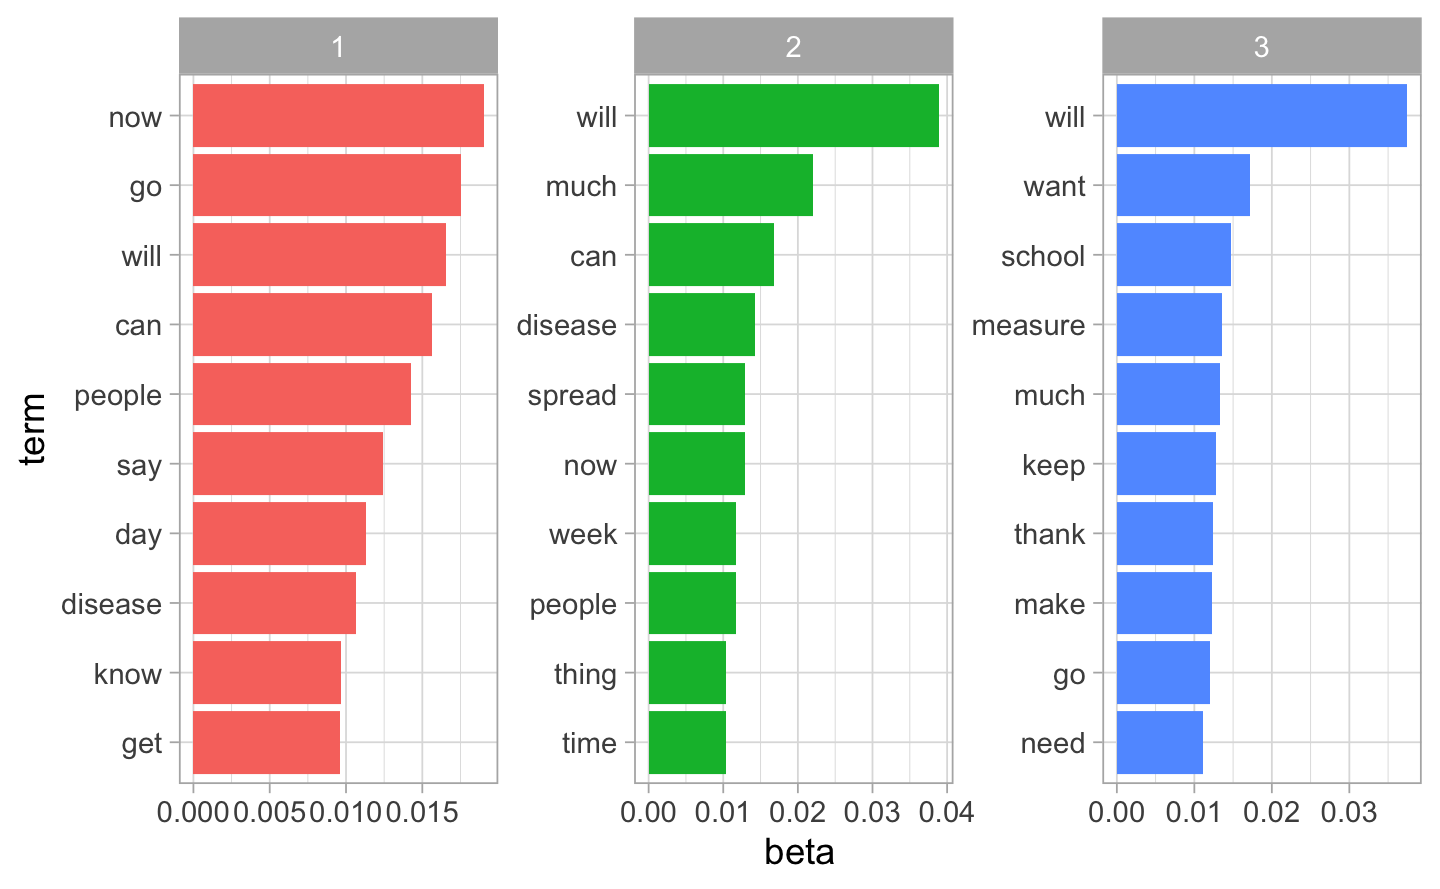 1
2
3
term
now
go
will
can
people
say
day
disease
know
get
0.000
0.005
0.010
0.015
will
much
can
disease
spread
now
week
people
thing
time
0.00
0.01
0.02
0.03
0.04
will
want
school
measure
much
keep
thank
make
go
need
0.00
0.01
0.02
0.03
beta